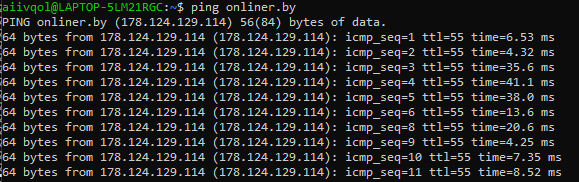 aiivqol@LAPTOP-5LM21RGC:~$ ping onliner.by
PING onliner.by (178.124.129.114) 56(84) bytes of data.
64 bytes from 178.124.129.114 (178.124.129.114): icmp_seq=1 ttl=55 time=6.53 ms
64 bytes from 178.124.129.114 (178.124.129.114): icmp_seq=2 ttl=55 time=4.32 ms
64 bytes from 178.124.129.114 (178.124.129.114): icmp_seq=3 ttl=55 time=35.6 ms
64 bytes from 178.124.129.114 (178.124.129.114): icmp_seq=4 ttl=55 time=41.1 ms
64 bytes from 178.124.129.114 (178.124.129.114): icmp_seq=5 ttl=55 time=38.0 ms
64 bytes from 178.124.129.114 (178.124.129.114): icmp_seq=6 ttl=55 time=13.6 ms
64 bytes from 178.124.129.114 (178.124.129.114): icmp_seq=8 ttl=55 time=20.6 ms
64 bytes from 178.124.129.114 (178.124.129.114): icmp_seq=9 ttl=55 time=4.25 ms
64 bytes from 178.124.129.114 (178.124.129.114): icmp_seq=10 ttl=55 time=7.35 ms
64 bytes from 178.124.129.114 (178.124.129.114): icmp_seq=11 ttl=55 time=8.52 ms